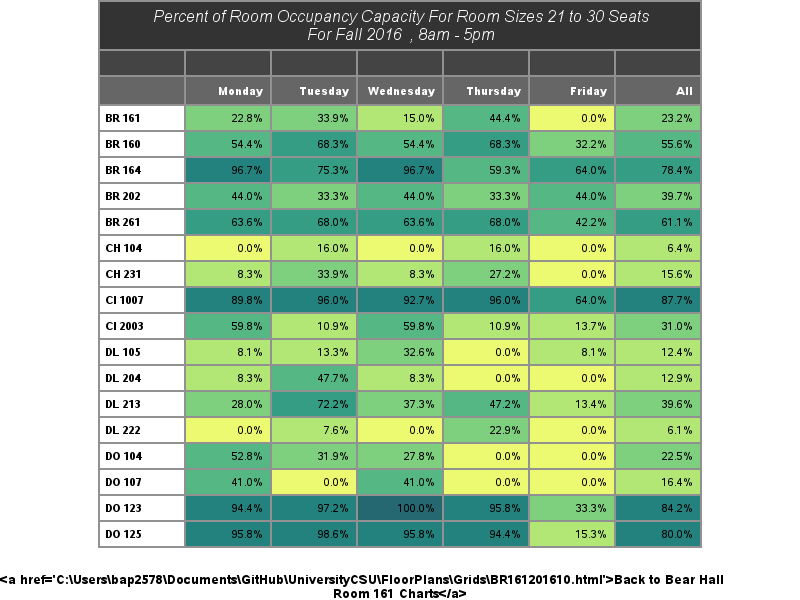 Percent of Room Occupancy Capacity For Room Sizes 21 to 30 Seats
For Fall 2016 , 8am - 5pm
Monday Tuesday Wednesday Thursday Friday All
BR 161 22.8% 33.9% 15.0% 44.4% 0.0% 23.2%
BR 160 54.4% 68.3% 54.4% 68.3% 32.2% 55.6%
BR 164 96.7% 75.3% 96.7% 59.3% 64.0% 78.4%
BR 202 44.0% 33.3% 44.0% 33.3% 44.0% 39.7%
BR 261 63.6% 68.0% 63.6% 68.0% 42.2% 61.1%
CH 104 0.0% 16.0% 0.0% 16.0% 0.0% 6.4%
CH 231 8.3% 33.9% 8.3% 27.2% 0.0% 15.6%
CI 1007 89.8% 96.0% 92.7% 96.0% 64.0% 87.7%
CI 2003 59.8% 10.9% 59.8% 10.9% 13.7% 31.0%
DL 105 8.1% 13.3% 32.6% 0.0% 8.1% 12.4%
DL 204 8.3% 47.7% 8.3% 0.0% 0.0% 12.9%
DL 213 28.0% 72.2% 37.3% 47.2% 13.4% 39.6%
DL 222 0.0% 7.6% 0.0% 22.9% 0.0% 6.1%
DO 104 52.8% 31.9% 27.8% 0.0% 0.0% 22.5%
DO 107 41.0% 0.0% 41.0% 0.0% 0.0% 16.4%
DO 123 94.4% 97.2% 100.0% 95.8% 33.3% 84.2%
DO 125 95.8% 98.6% 95.8% 94.4% 15.3% 80.0%
<a href='C:\Users\bap2578\Documents\GitHub\UniversityCSU\FloorPlans\Grids\BR161201610.html'>Back to Bear Hall
Room 161 Charts</a>